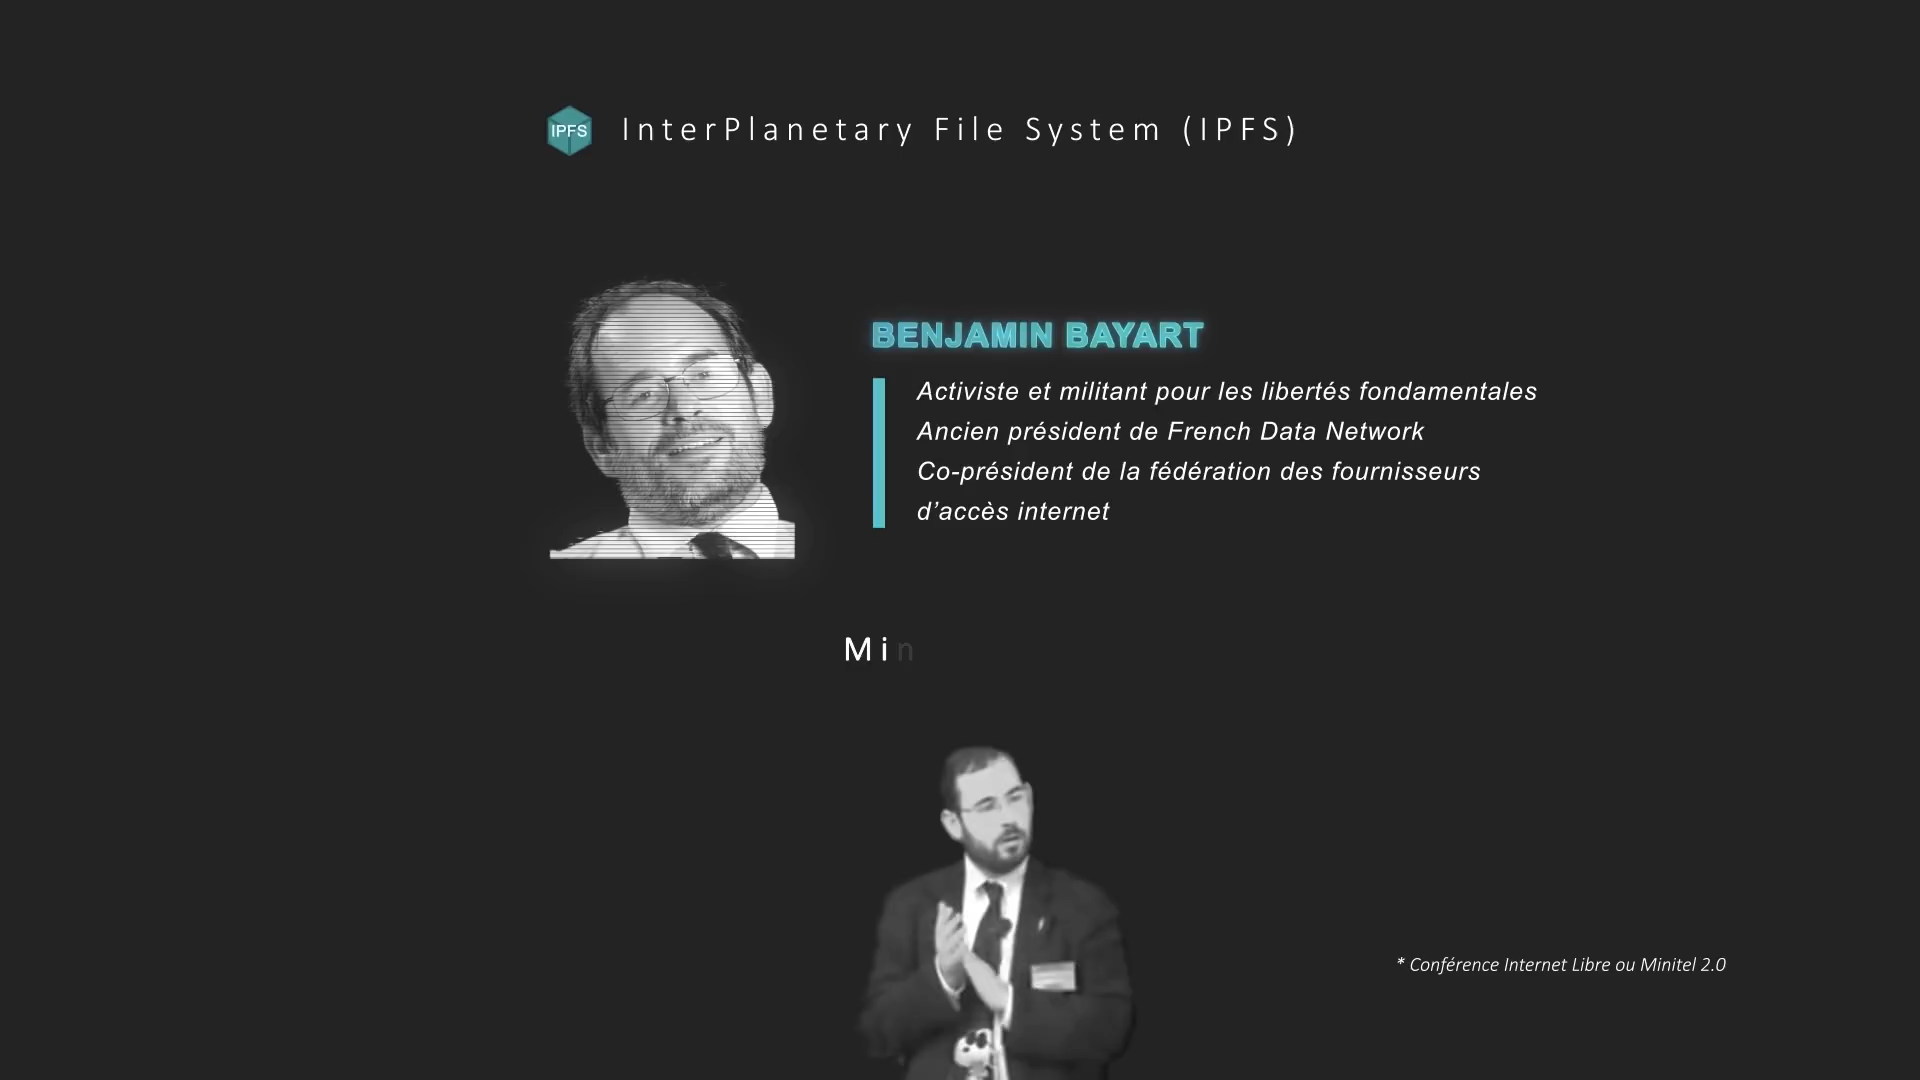 IPFS InterPlanetary File System (IPFS)
BENJAMIN BAYART
Activiste et militant pour les libertés fondamentales
Ancien président de French Data Network
Co-président de la fédération des fournisseurs
d’accès internet
Min
* Conférence Internet Libre ou Minitel 2.0